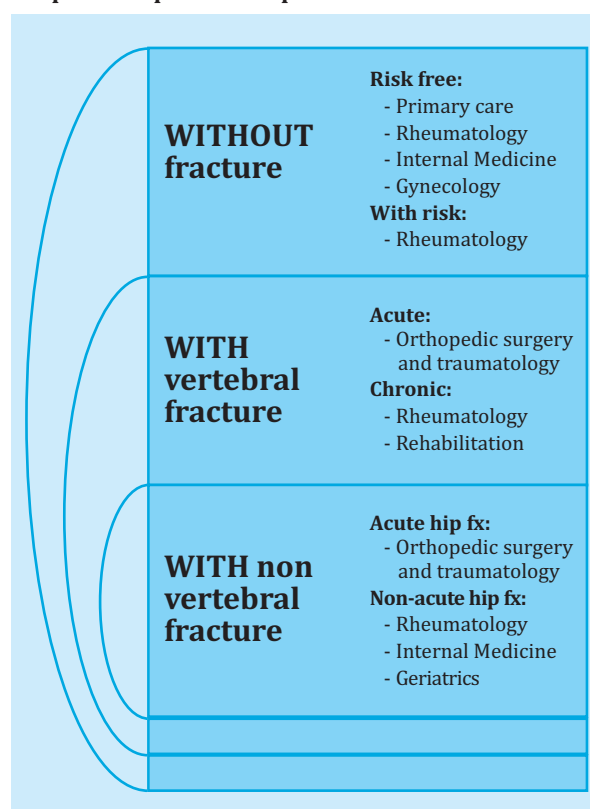 WITHOUT
fracture
Risk free:
- Primary care
- Rheumatology
- Internal Medicine
- Gynecology
With risk:
- Rheumatology
WITH
vertebral
fracture
Acute:
- Orthopedic surgery
and traumatology
Chronic:
- Rheumatology
- Rehabilitation
WITH non
vertebral
fracture
Acute hip fx:
- Orthopedic surgery
and traumatology
Non-acute hip fx:
- Rheumatology
- Internal Medicine
- Geriatrics